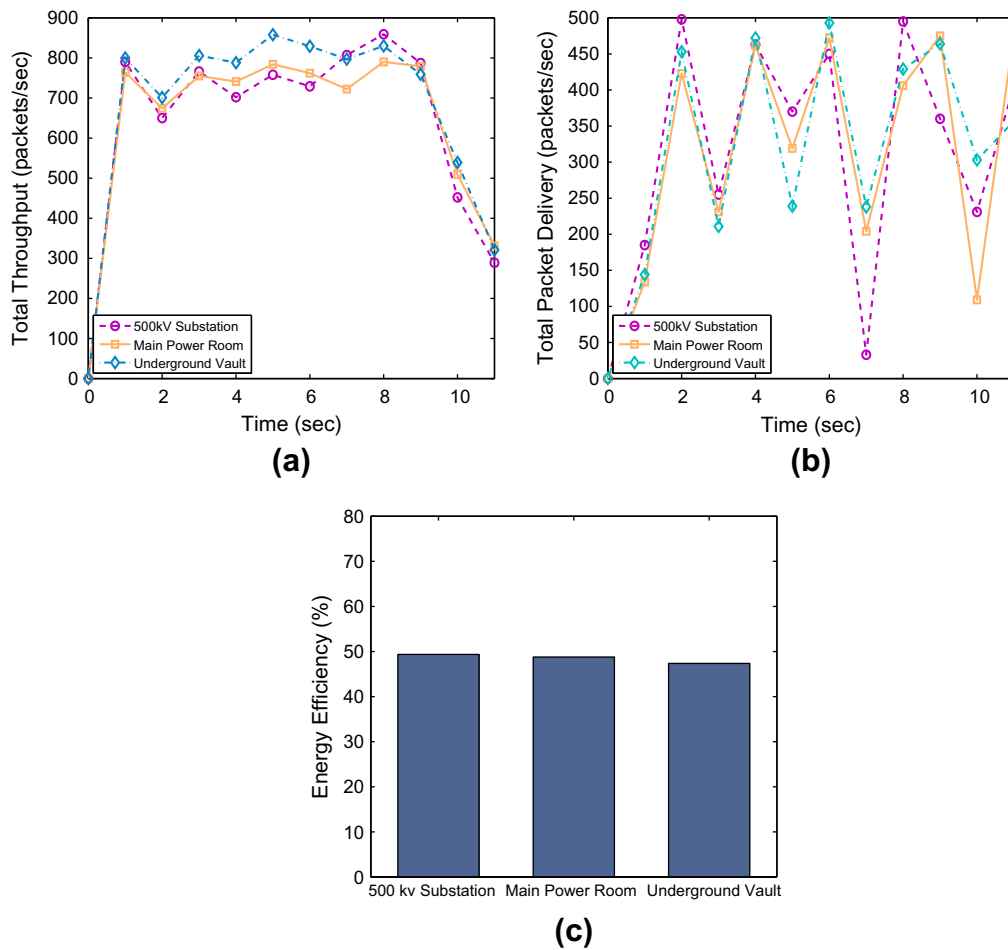 900
800
700
600
500
400
300
200
100
0
Total Throughput (packets/sec)
500kV Substation
Main Power Room
Underground Vault
0 2 4 6 8 10
Time (sec)
(a)
500
450
400
350
300
250
200
150
100
50
0
Total Packet Delivery (packets/sec)
500kV Substation
Main Power Room
Underground Vault
0 2 4 6 8 10
Time (sec)
(b)
80
70
60
50
40
30
20
10
0
Energy Efficiency (%)
500 kv Substation Main Power Room Underground Vault
(c)